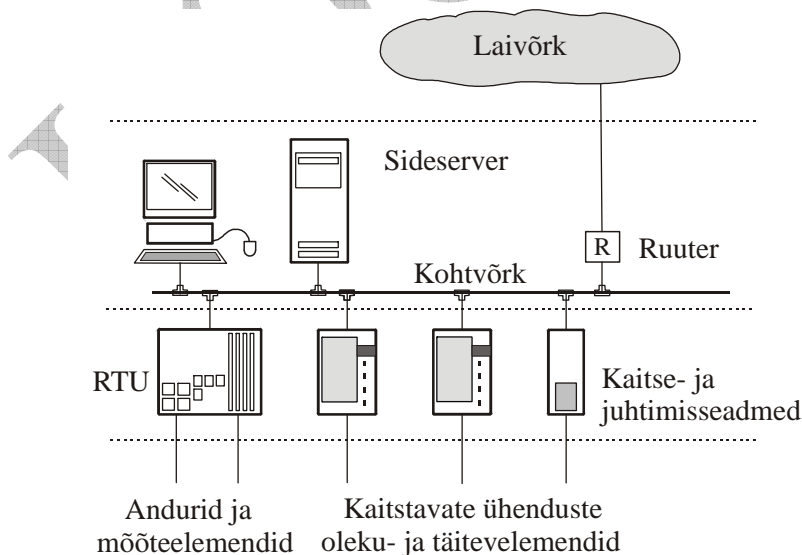 Laivõrk
Sideserver
R Ruuter
Kohtvõrk
RTU
Kaitse- ja
juhtimisseadmed
Andurid ja
mõõteelemendid
Kaitstavate ühenduste
oleku- ja täitevelemendid